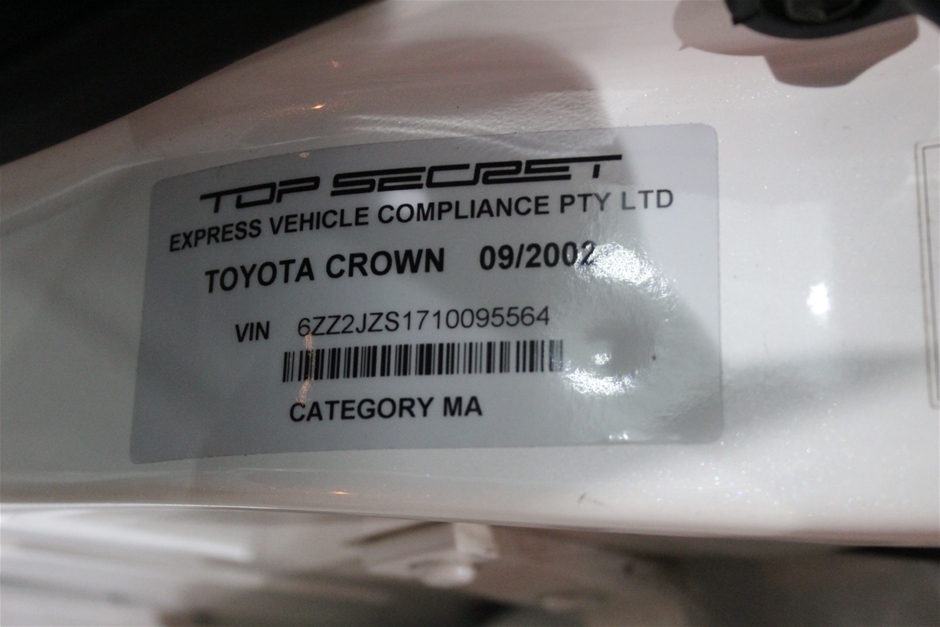 TOP SECRET
EXPRESS VEHICLE COMPLIANCE PTY LTD
TOYOTA CROWN 09/2002
VIN 6ZZ2JZS1710095564
CATEGORY MA